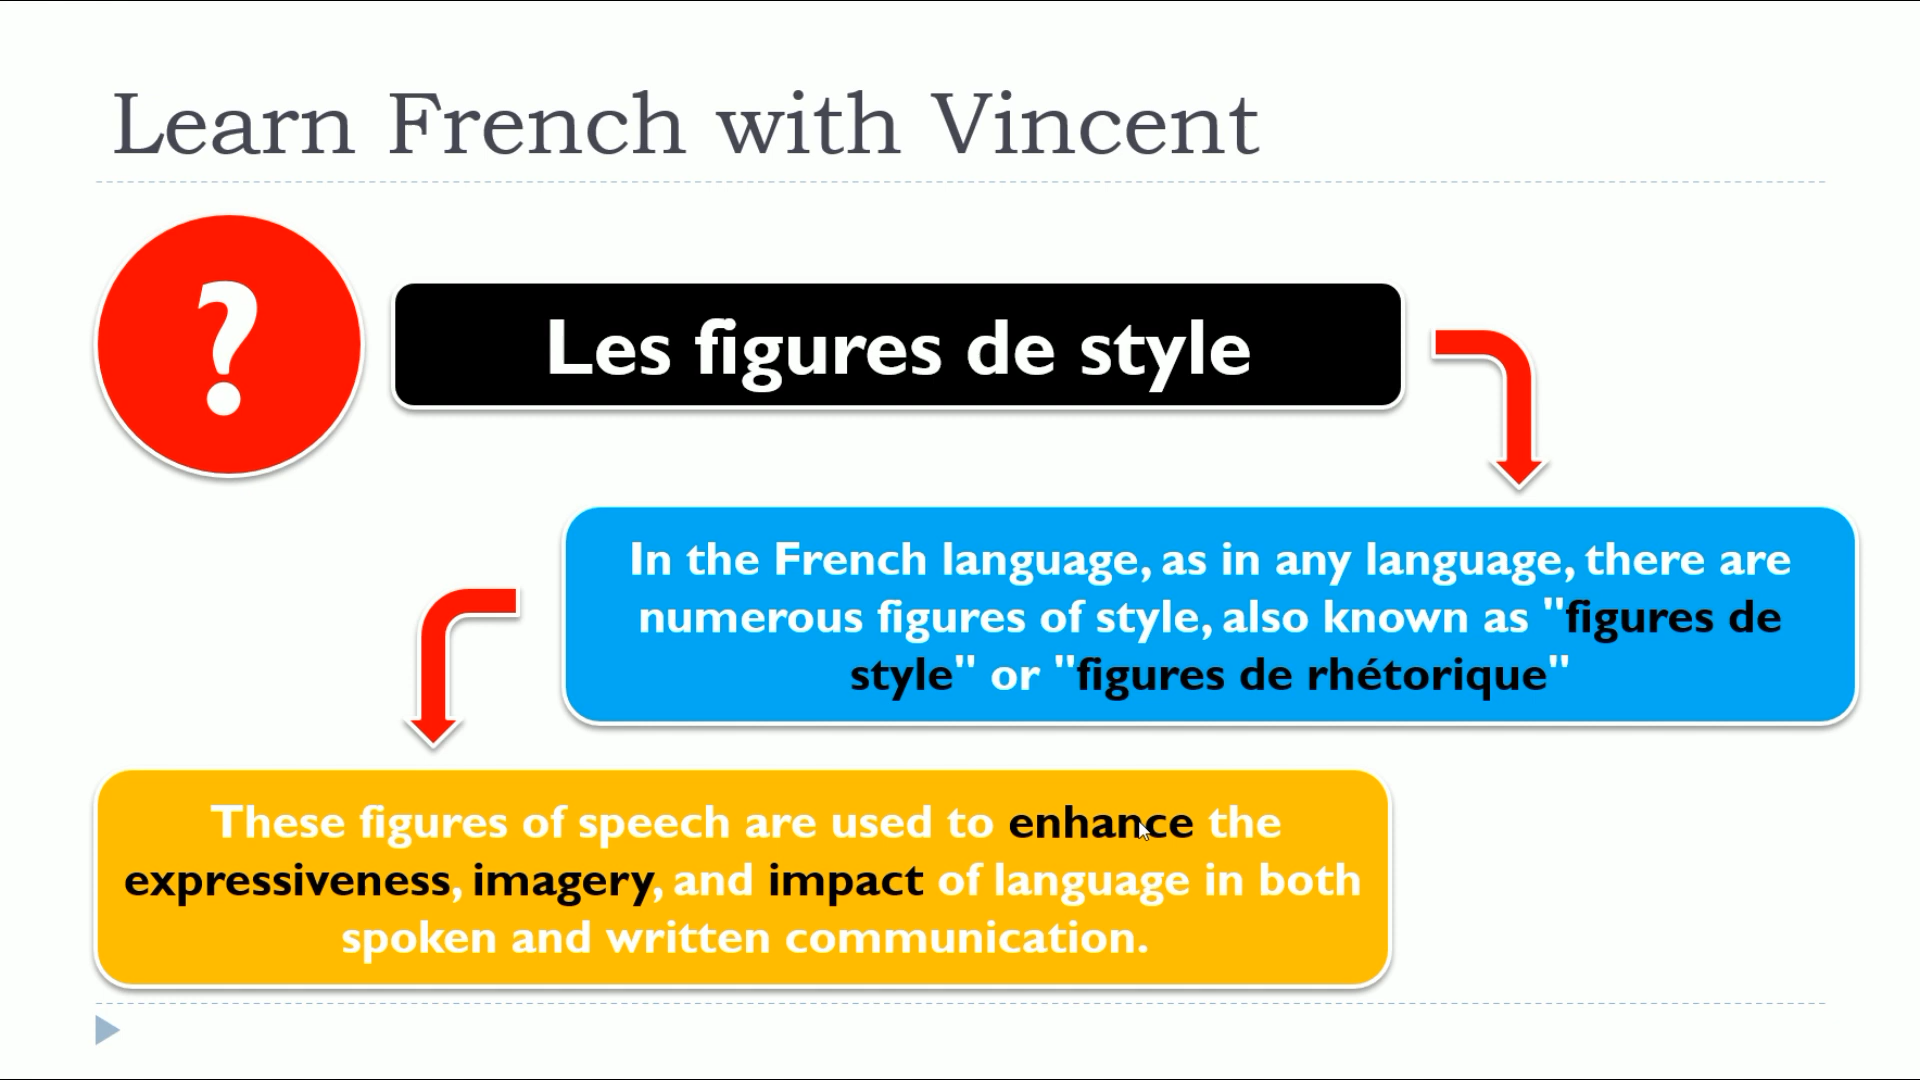 Learn French with Vincent
?
Les figures de style
In the French language, as in any language, there are
numerous figures of style, also known as "figures de
style" or "figures de rhétorique"
These figures of speech are used to enhance the
expressiveness, imagery, and impact of language in both
spoken and written communication.